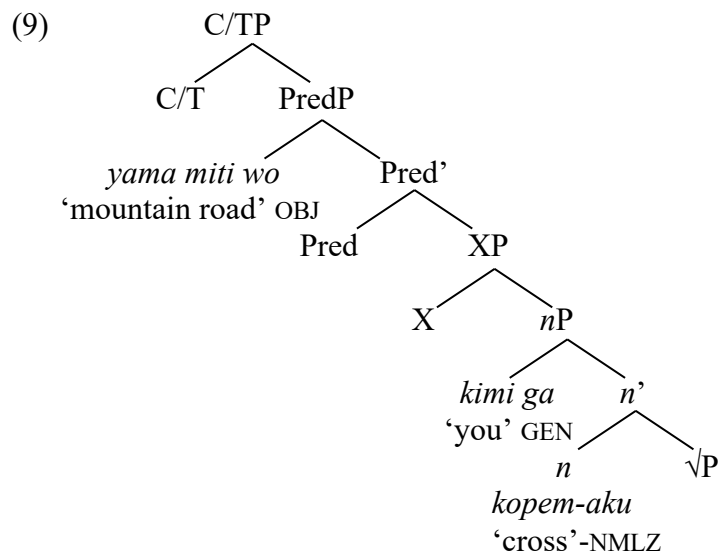 (9)
C/TP
C/T PredP
yama miti wo Pred’
‘mountain road’ OBJ
Pred XP
X nP
kimi ga n’
‘you’ GEN
n √P
kopem-aku
‘cross’-NMLZ